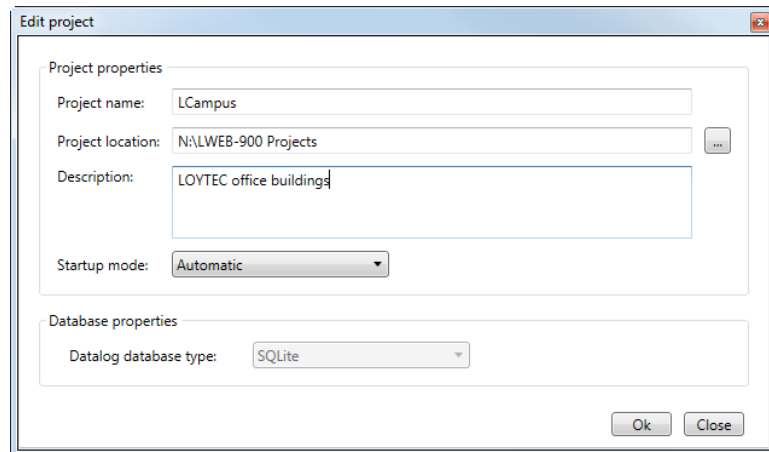 Edit project
Project properties
Project name: LCampus
Project location: N:\LWEB-900 Projects ...
Description: LOYTEC office buildings
Startup mode: Automatic
Database properties
Datalog database type: SQLite
Ok Close